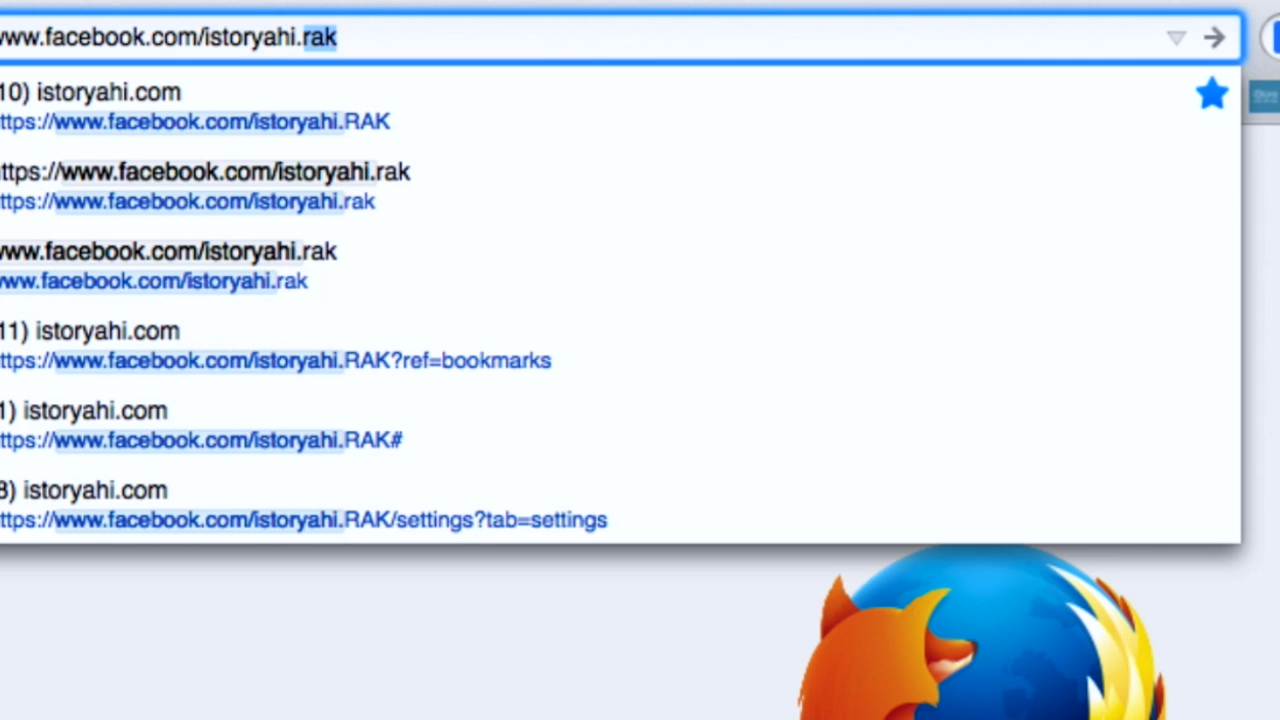 www.facebook.com/istoryahi.rak
10) istoryahi.com
ttps://www.facebook.com/istoryahi.RAK
ttps://www.facebook.com/istoryahi.rak
ttps://www.facebook.com/istoryahi.rak
www.facebook.com/istoryahi.rak
www.facebook.com/istoryahi.rak
11) istoryahi.com
ttps://www.facebook.com/istoryahi.RAK?ref=bookmarks
1) istoryahi.com
ttps://www.facebook.com/istoryahi.RAK#
8) istoryahi.com
ttps://www.facebook.com/istoryahi.RAK/settings?tab=settings